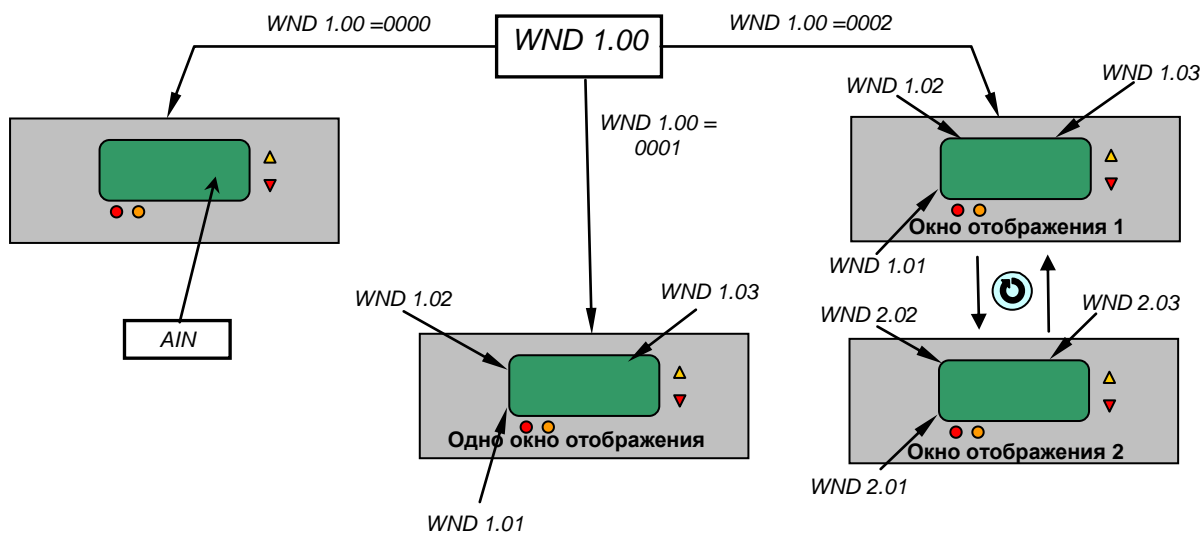 WND 1.00 =0000
WND 1.00
WND 1.00 =0002
WND 1.02
WND 1.03
WND 1.00 =
0001
Окно отображения 1
WND 1.01
AIN
WND 1.02
WND 1.03
WND 2.02
WND 2.03
Одно окно отображения
Окно отображения 2
WND 2.01
WND 1.01